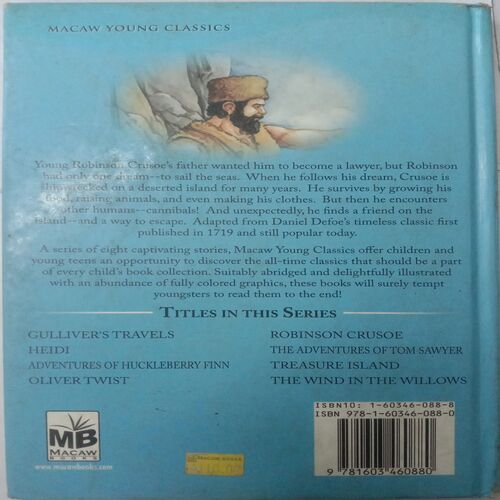 MACAW YOUNG CLASSICS
Young Robinson Crusoe's father wanted him to become a lawyer, but Robinson
had only one dream--to sail the seas. When he follows his dream, Crusoe is
shipwrecked on a deserted island for many years. He survives by growing his
food, raising animals, and even making his clothes. But then he encounters
other humans--cannibals! And unexpectedly, he finds a friend on the
island--and a way to escape. Adapted from Daniel Defoe's timeless classic first
published in 1719 and still popular today.
A series of eight captivating stories, Macaw Young Classics offer children and
young teens an opportunity to discover the all-time classics that should be a
part of every child's book collection. Suitably abridged and delightfully illustrated
with an abundance of fully colored graphics, these books will surely tempt
youngsters to read them to the end!
TITLES IN THIS SERIES
GULLIVER'S TRAVELS
HEIDI
ADVENTURES OF HUCKLEBERRY FINN
OLIVER TWIST
ROBINSON CRUSOE
THE ADVENTURES OF TOM SAWYER
TREASURE ISLAND
THE WIND IN THE WILLOWS
MB
MACAW
BOOKS
www.macawbooks.com
ISBN10: 1-60346-088-8
ISBN 978-1-60346-088-0
9 781603 460880